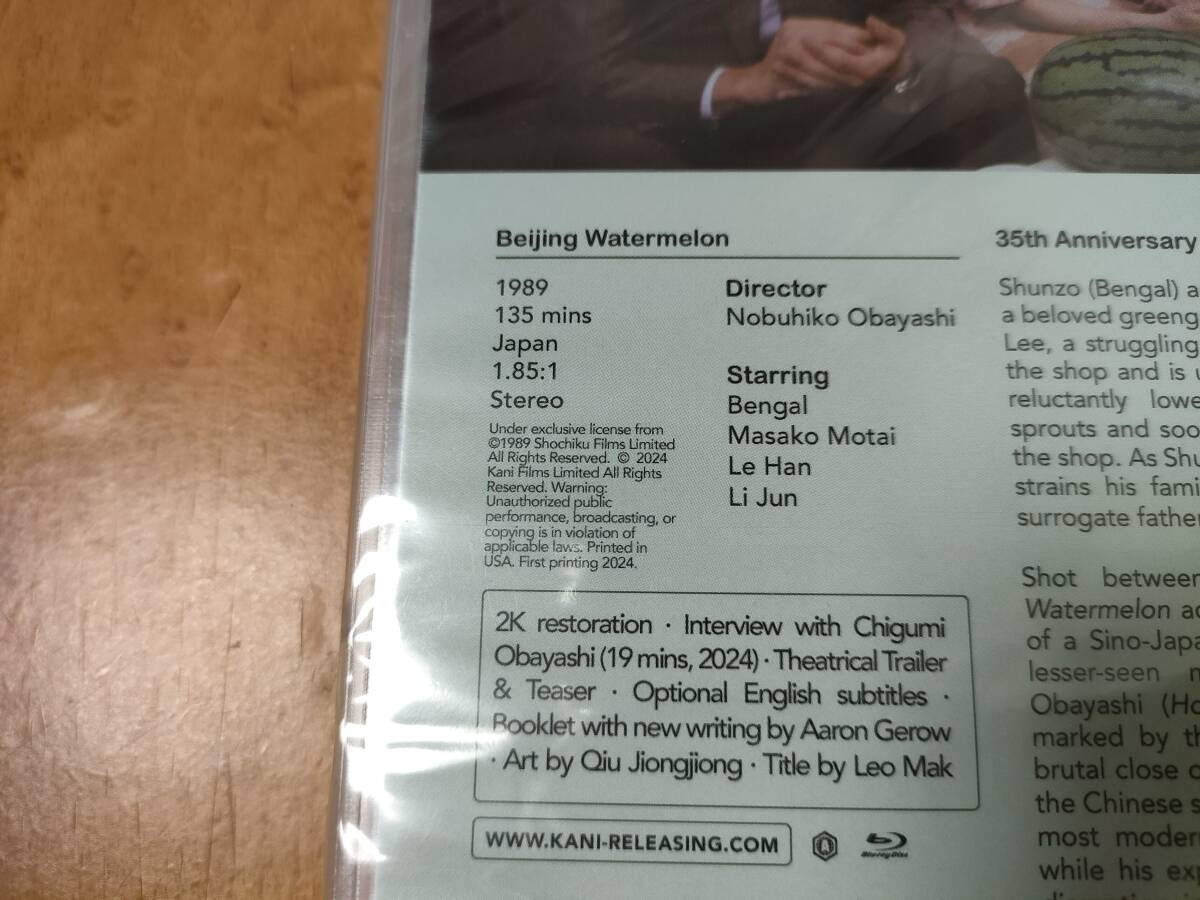 Beijing Watermelon
1989
135 mins
Japan
1.85:1
Stereo
Under exclusive license from
©1989 Shochiku Films Limited
All Rights Reserved. © 2024
Kani Films Limited All Rights
Reserved. Warning:
Unauthorized public
performance, broadcasting, or
copying is in violation of
applicable laws. Printed in
USA. First printing 2024.
Director
Nobuhiko Obayashi
Starring
Bengal
Masako Motai
Le Han
Li Jun
2K restoration · Interview with Chigumi
Obayashi (19 mins, 2024) · Theatrical Trailer
& Teaser · Optional English subtitles ·
Booklet with new writing by Aaron Gerow
· Art by Qiu Jiongjiong · Title by Leo Mak
WWW.KANI-RELEASING.COM
Blu-ray Disc
35th Anniversary
Shunzo (Bengal) a
a beloved greeng
Lee, a struggling
the shop and is
reluctantly lowe
sprouts and soo
the shop. As Shu
strains his fami
surrogate father
Shot between
Watermelon ac
of a Sino-Japa
lesser-seen
Obayashi (Ho
marked by th
brutal close
the Chinese s
most moder
while his exp